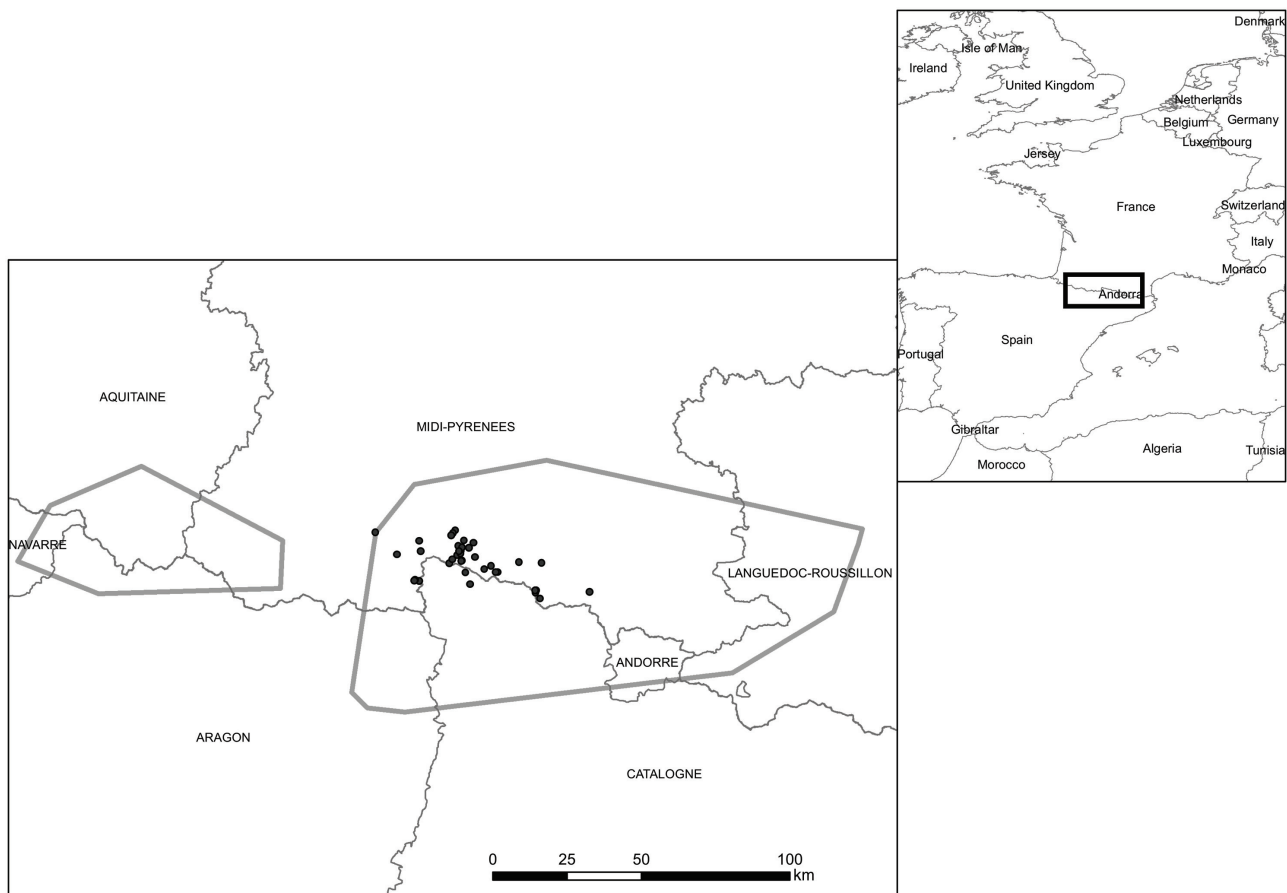 Denmark
Isle of Man
Ireland
United Kingdom
Netherlands
Belgium
Germany
Luxembourg
Jersey
France
Switzerland
Italy
Monaco
Andorra
Spain
Portugal
Gibraltar
Algeria
Tunisia
Morocco
AQUITAINE
MIDI-PYRENEES
NAVARRE
LANGUEDOC-ROUSSILLON
ANDORRE
ARAGON
CATALOGNE
0 25 50 100
km